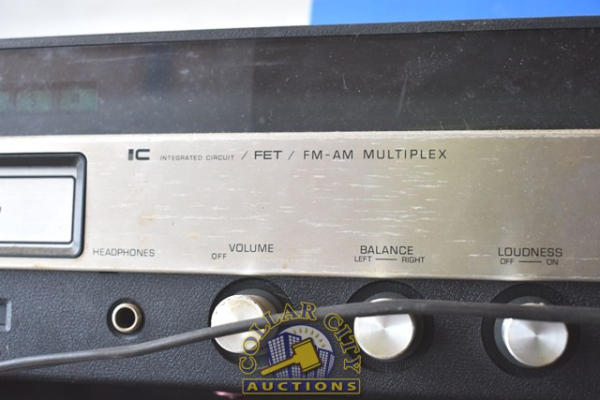 IC INTEGRATED CIRCUIT / FET / FM-AM MULTIPLEX
HEADPHONES
VOLUME
OFF
BALANCE
LEFT — RIGHT
LOUDNESS
OFF — ON
COLLAR CITY
AUCTIONS